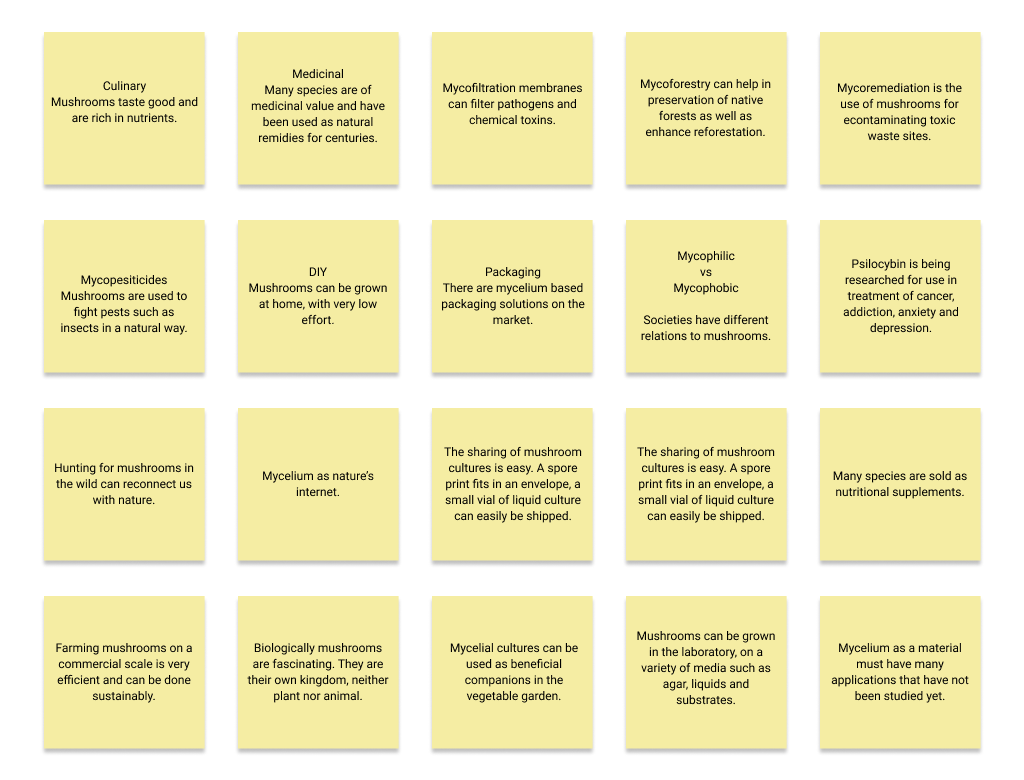 Culinary
Mushrooms taste good and
are rich in nutrients.
Medicinal
Many species are of
medicinal value and have
been used as natural
remidies for centuries.
Mycofiltration membranes
can filter pathogens and
chemical toxins.
Mycoforestry can help in
preservation of native
forests as well as
enhance reforestation.
Mycoremediation is the
use of mushrooms for
econtaminating toxic
waste sites.
Mycopesiticides
Mushrooms are used to
fight pests such as
insects in a natural way.
DIY
Mushrooms can be grown
at home, with very low
effort.
Packaging
There are mycelium based
packaging solutions on the
market.
Mycophilic
vs
Mycophobic
Societies have different
relations to mushrooms.
Psilocybin is being
researched for use in
treatment of cancer,
addiction, anxiety and
depression.
Hunting for mushrooms in
the wild can reconnect us
with nature.
Mycelium as nature’s
internet.
The sharing of mushroom
cultures is easy. A spore
print fits in an envelope, a
small vial of liquid culture
can easily be shipped.
The sharing of mushroom
cultures is easy. A spore
print fits in an envelope, a
small vial of liquid culture
can easily be shipped.
Many species are sold as
nutritional supplements.
Farming mushrooms on a
commercial scale is very
efficient and can be done
sustainably.
Biologically mushrooms
are fascinating. They are
their own kingdom, neither
plant nor animal.
Mycelial cultures can be
used as beneficial
companions in the
vegetable garden.
Mushrooms can be grown
in the laboratory, on a
variety of media such as
agar, liquids and
substrates.
Mycelium as a material
must have many
applications that have not
been studied yet.